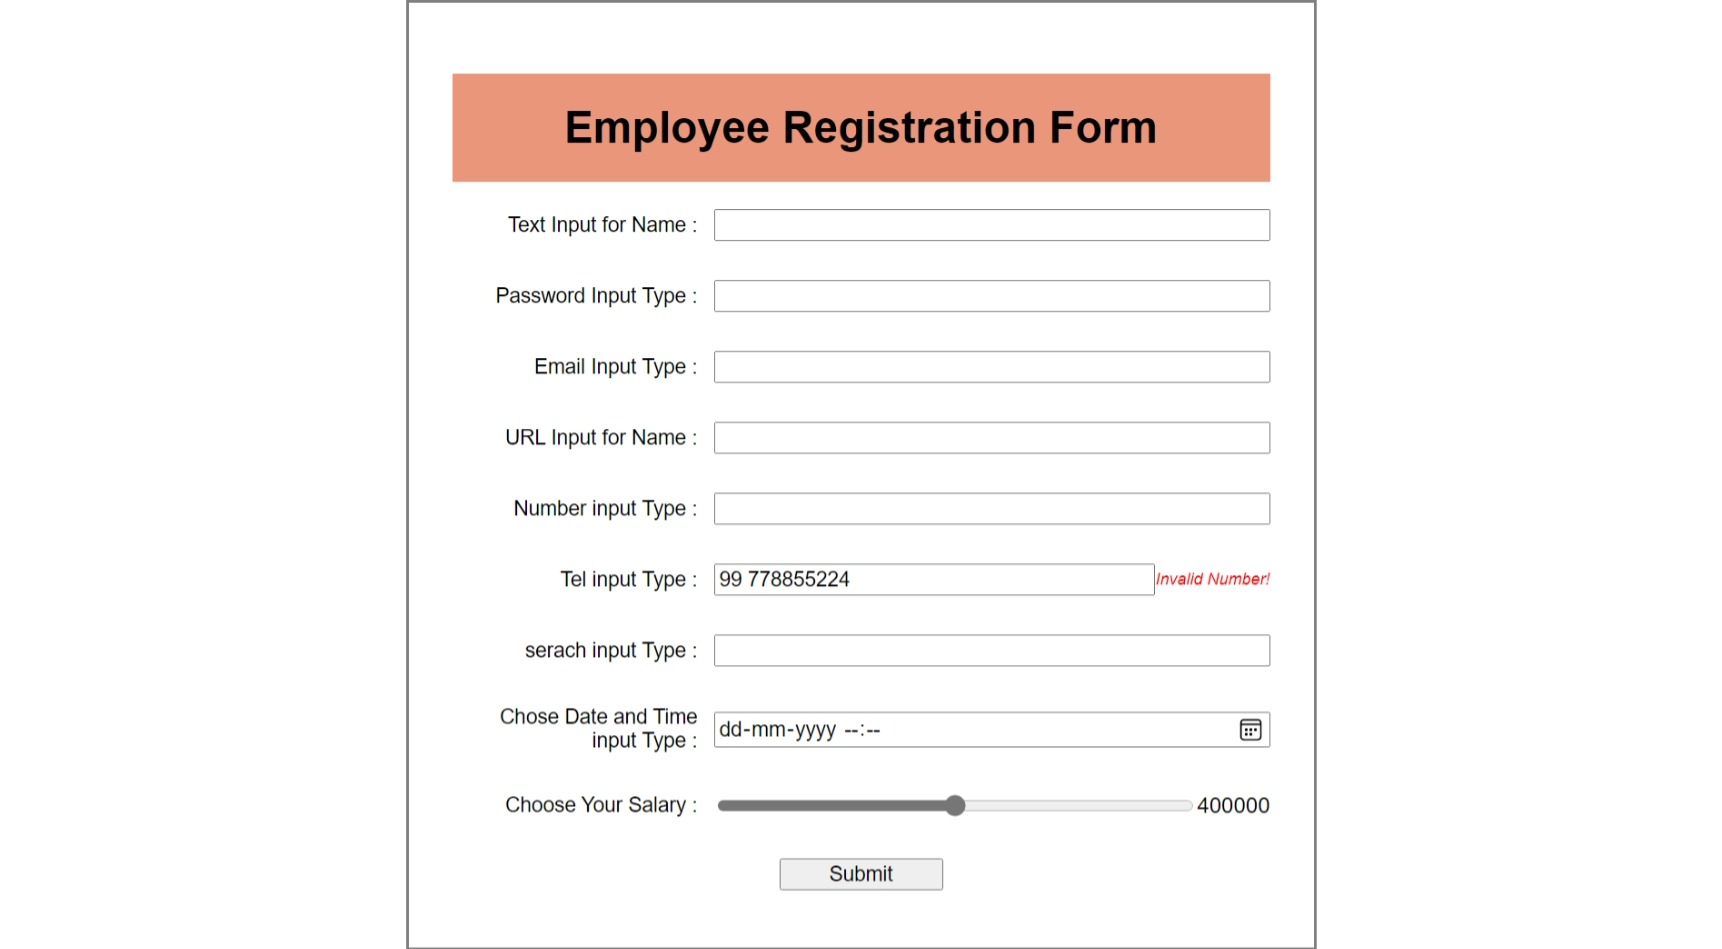 Employee Registration Form
Text Input for Name :
Password Input Type :
Email Input Type :
URL Input for Name :
Number input Type :
Tel input Type : 99 778855224 Invalid Number!
serach input Type :
Chose Date and Time
input Type : dd-mm-yyyy --:--
Choose Your Salary : 400000
Submit